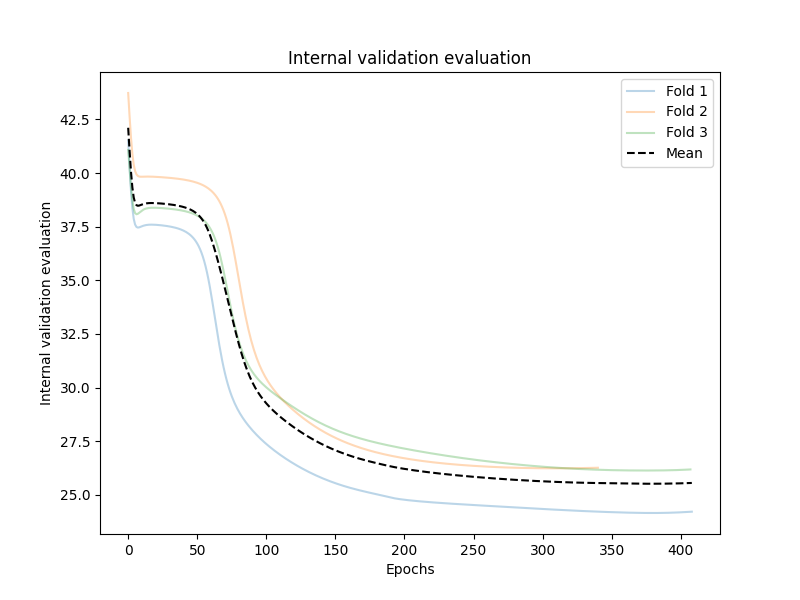 Internal validation evaluation
Fold 1
Fold 2
Fold 3
Mean
Internal validation evaluation
42.5
40.0
37.5
35.0
32.5
30.0
27.5
25.0
0 50 100 150 200 250 300 350 400
Epochs